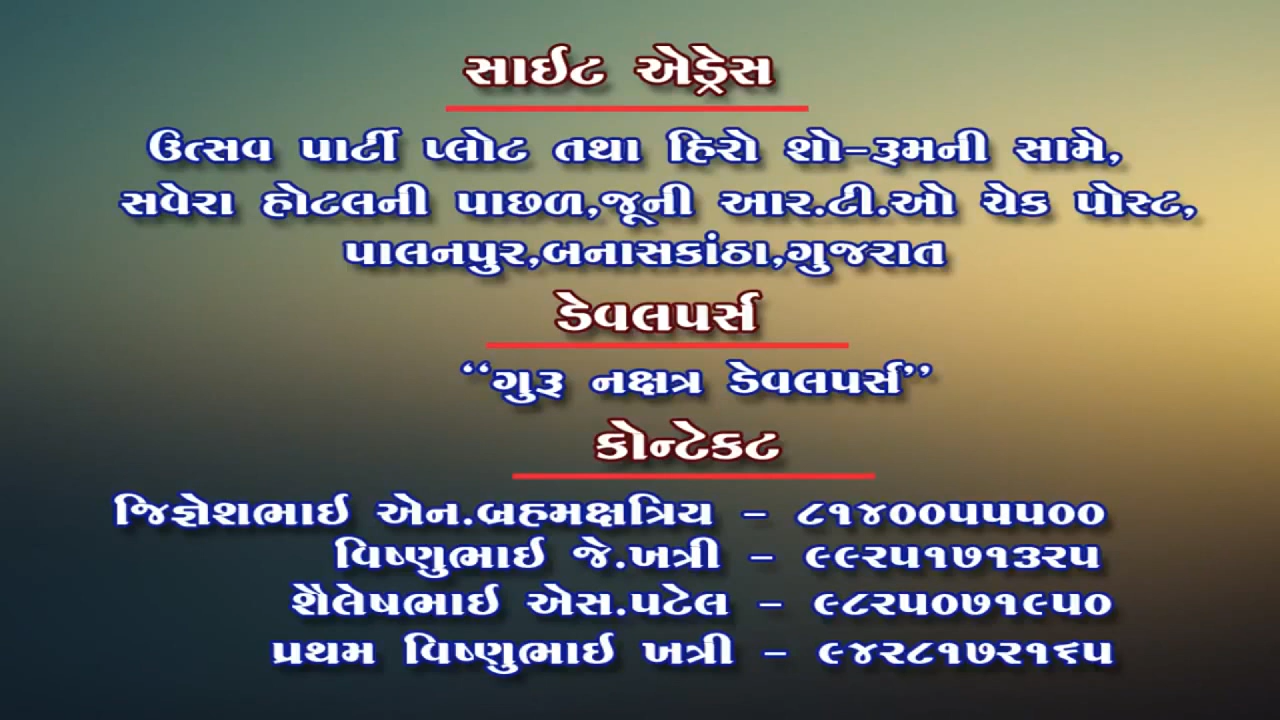 સાઈટ એડ્રેસ
ઉત્સવ પાર્ટી પ્લોટ તથા હિરો શો-રૂમની સામે,
સવેરા હોટલની પાછળ,જૂની આર.ટી.ઓ ચેક પોસ્ટ,
પાલનપુર,બનાસકાંઠા,ગુજરાત
ડેવલપર્સ
“ગુરૂ નક્ષત્ર ડેવલપર્સ”
કોન્ટેકટ
જિજ્ઞેશભાઈ એન.બ્રહમક્ષત્રિય - ૮૧૪૦૦૫૫૫૦૦
વિષ્ણુભાઈ જે.ખત્રી - ૯૯૨૫૧૭૧૩૨૫
શૈલેષભાઈ એસ.પટેલ - ૯૮૨૫૦૭૧૯૫૦
પ્રથમ વિષ્ણુભાઈ ખત્રી - ૯૪૨૮૧૭૨૧૬૫